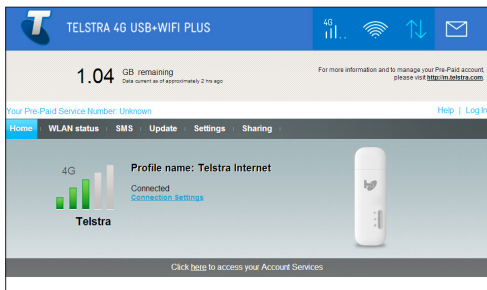 TELSTRA 4G USB+WIFI PLUS
4G
1.04 GB remaining
Data current as of approximately 2 hrs ago
For more information and to manage your Pre-Paid account,
please visit http://m.telstra.com.
Your Pre-Paid Service Number: Unknown
Help | Log In
Home WLAN status SMS Update Settings Sharing
4G
Profile name: Telstra Internet
Connected
Connection Settings
Telstra
Click here to access your Account Services